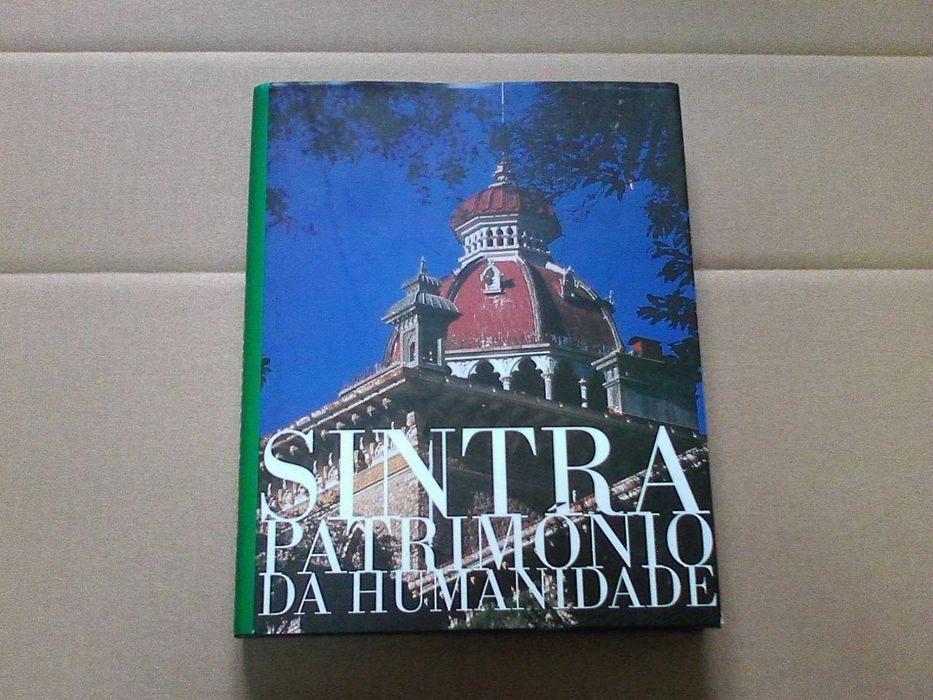 SINTRA
PATRIMÓNIO
DA HUMANIDADE